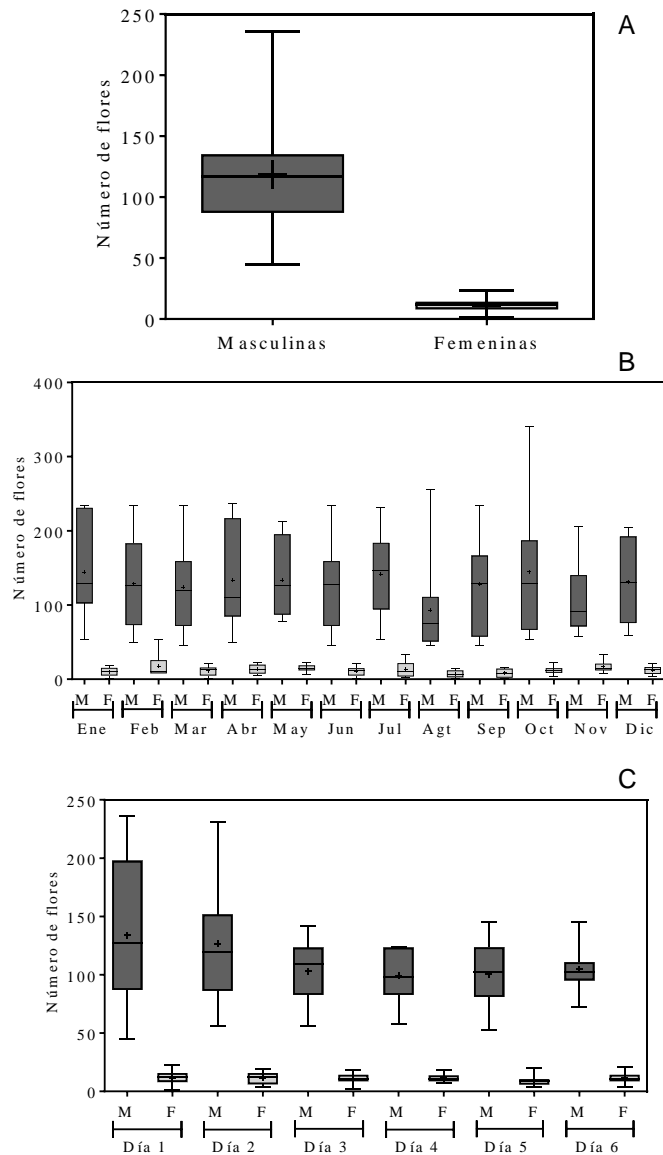 A
250
200
150
100
50
0
Número de flores
Masculinas Femeninas
B
400
300
200
100
0
Número de flores
M F M F M F M F M F M F M F M F M F M F M F M F
Ene Feb Mar Abr May Jun Jul Agt Sep Oct Nov Dic
C
250
200
150
100
50
0
Número de flores
M F M F M F M F M F M F
Día 1 Día 2 Día 3 Día 4 Día 5 Día 6